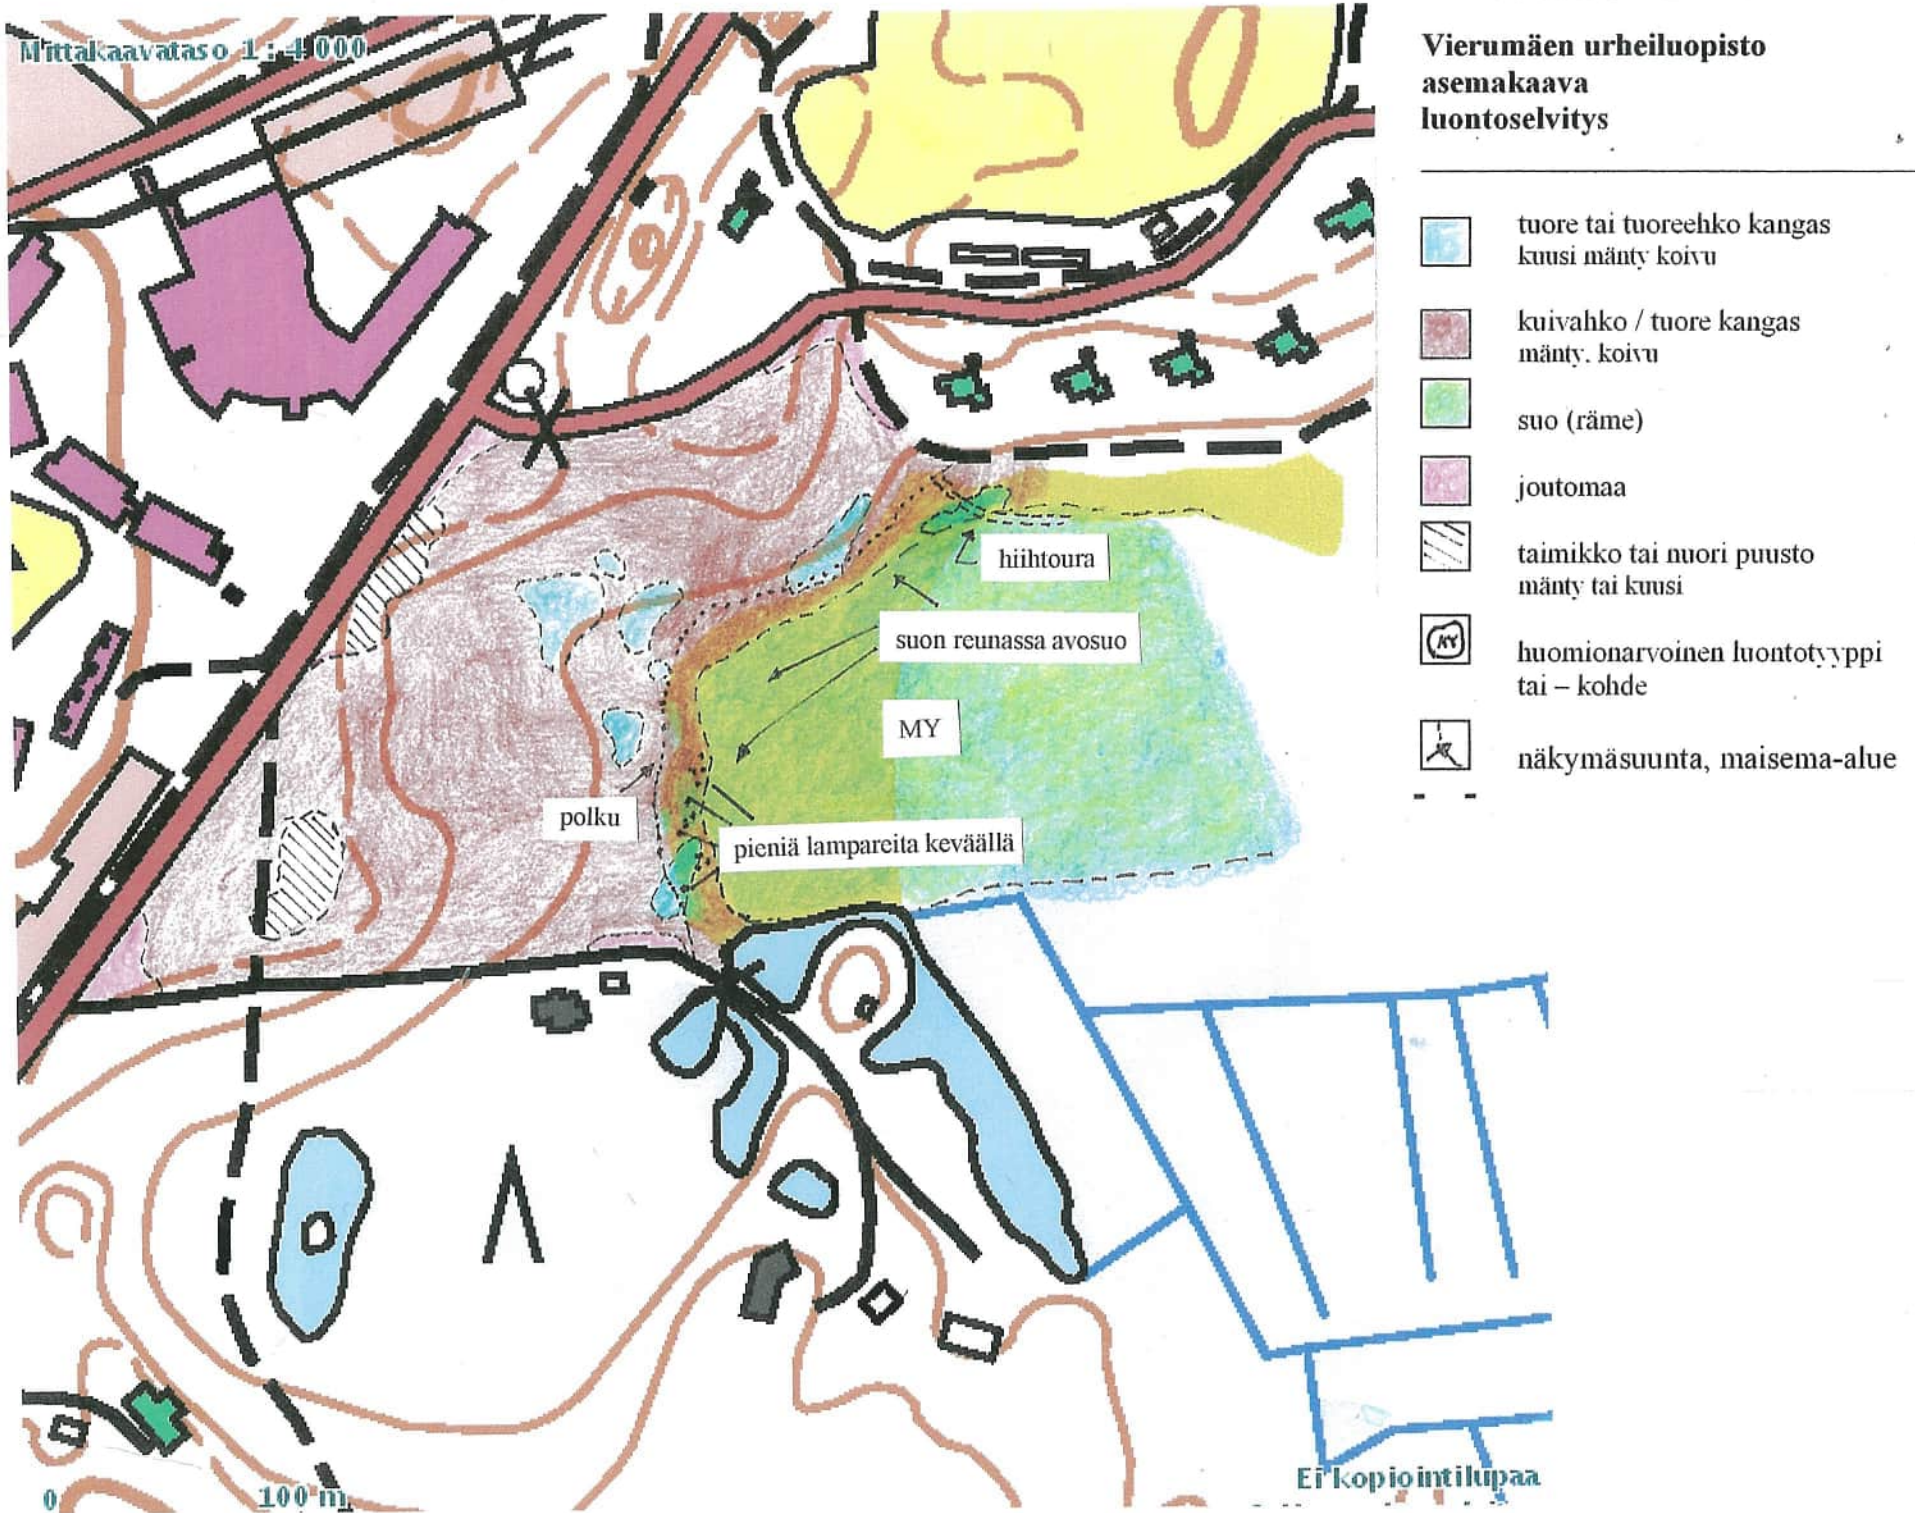 Mittakaavataso 1 : 4 000
Vierumäen urheiluopisto
asemakaava
luontoselvitys
tuore tai tuoreehko kangas
kuusi mänty koivu
kuivahko / tuore kangas
mänty. koivu
suo (räme)
joutomaa
taimikko tai nuori puusto
mänty tai kuusi
huomionarvoinen luontotyyppi
tai – kohde
näkymäsuunta, maisema-alue
hiihtoura
suon reunassa avosuo
MY
polku
pieniä lampareita keväällä
0 100 m
Ei kopiointilupaa